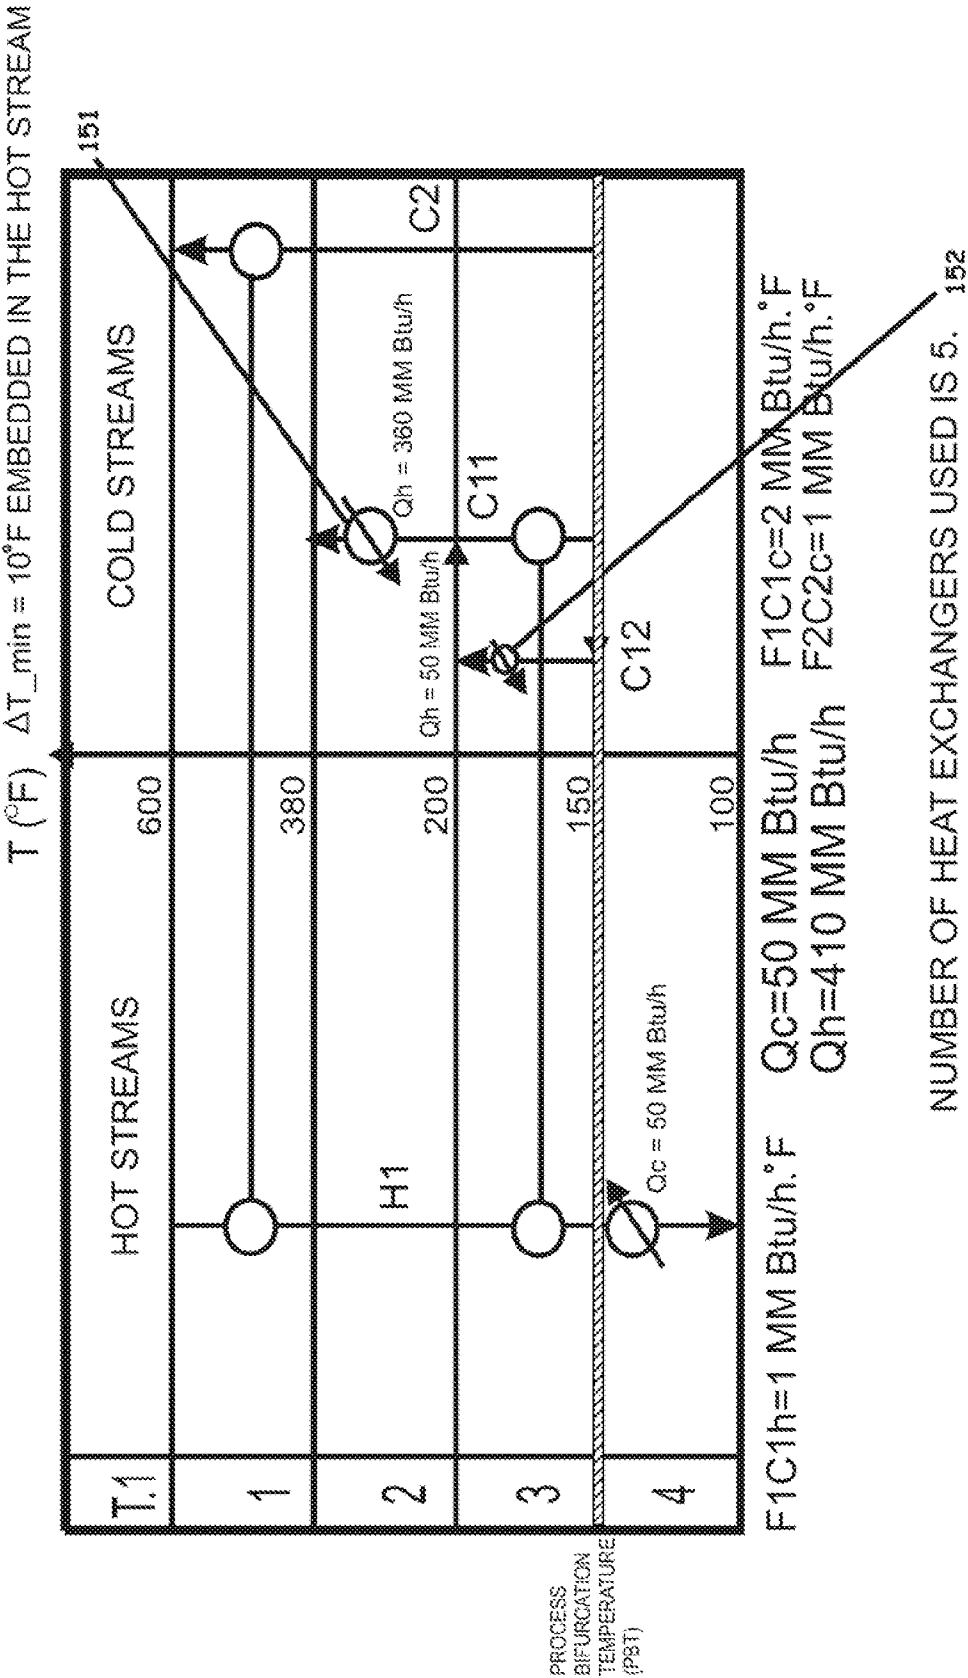 T (°F) ΔT_min = 10°F EMBEDDED IN THE HOT STREAM
T.1
HOT STREAMS
COLD STREAMS
151
600
1
380
2
H1
200
Qh = 360 MM Btu/h
C2
Qh = 50 MM Btu/h
C11
3
150
C12
PROCESS
BIFURCATION
TEMPERATURE
(PBT)
4
Qc = 50 MM Btu/h
100
F1C1h=1 MM Btu/h.°F Qc=50 MM Btu/h F1C1c=2 MM Btu/h.°F
Qh=410 MM Btu/h F2C2c=1 MM Btu/h.°F
152
NUMBER OF HEAT EXCHANGERS USED IS 5.